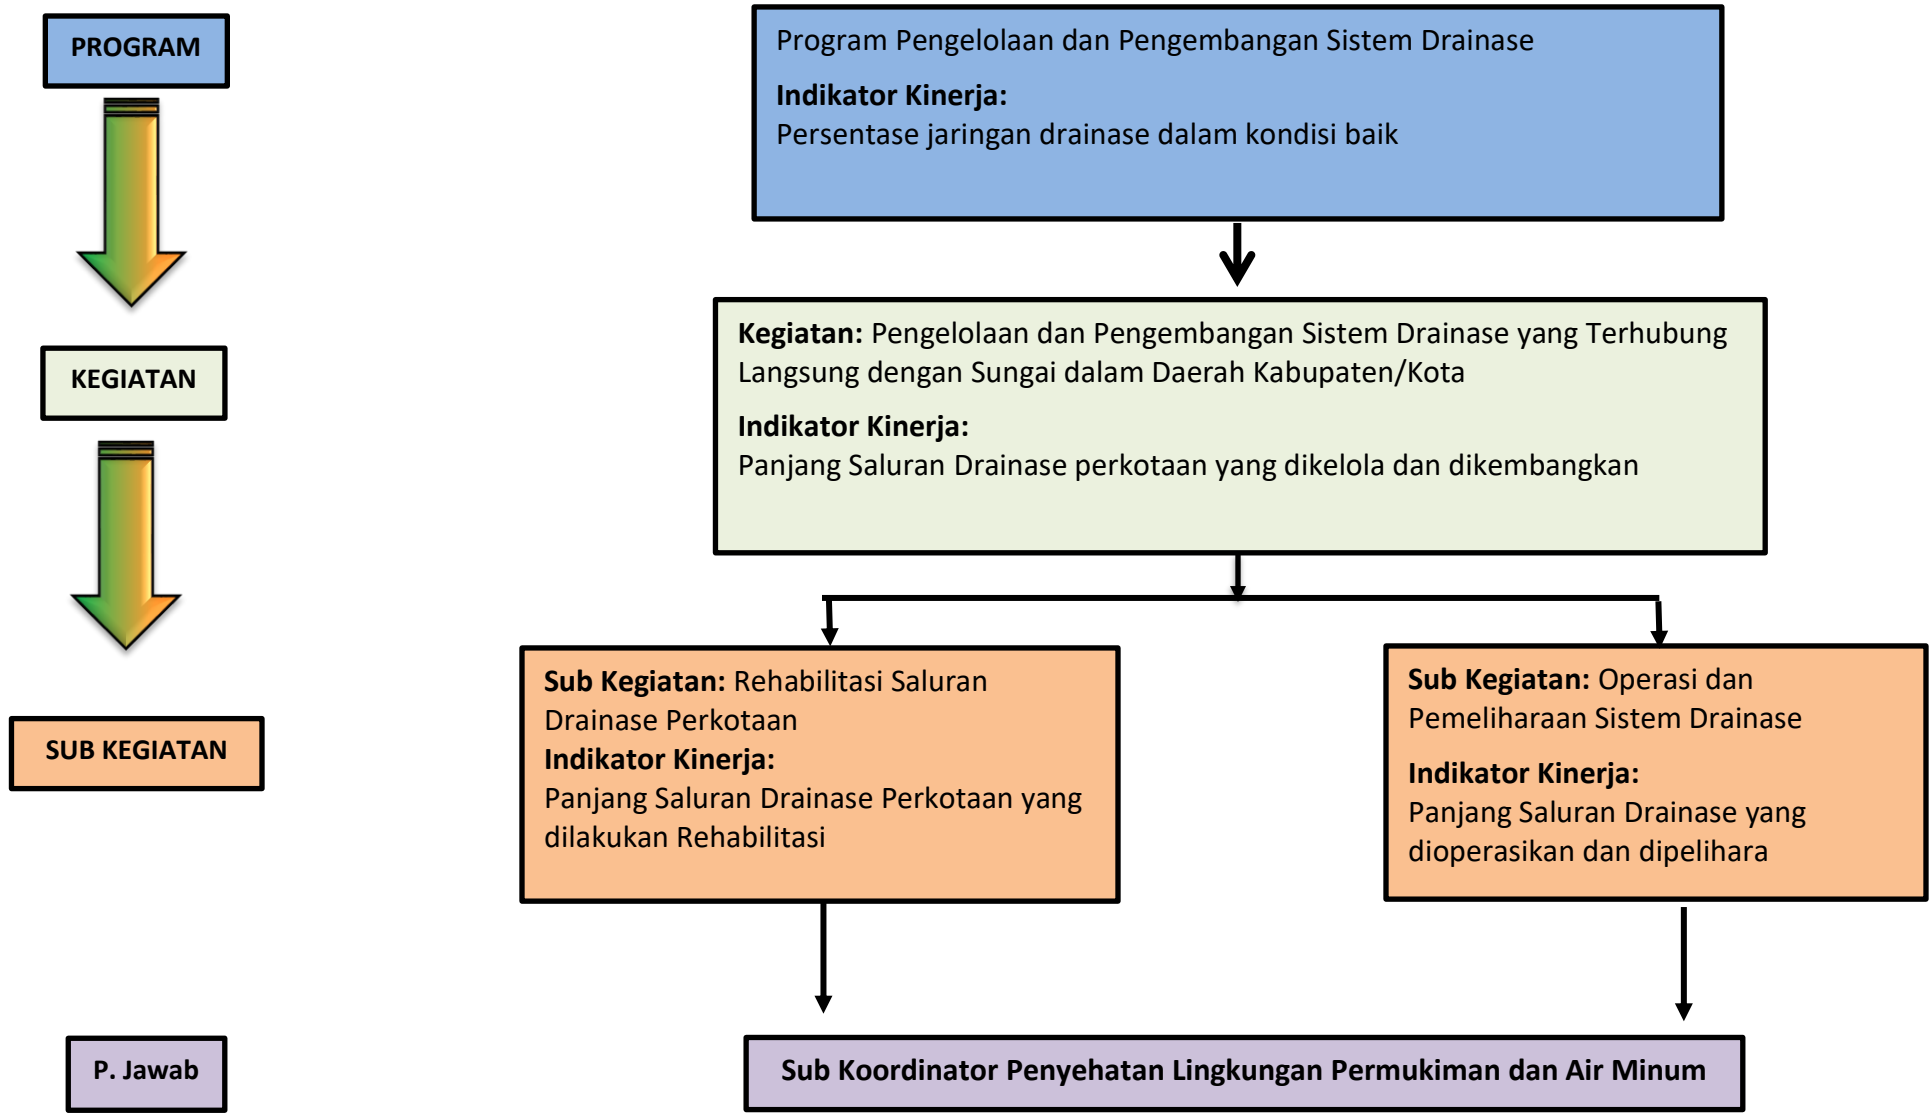 PROGRAM
Program Pengelolaan dan Pengembangan Sistem Drainase
Indikator Kinerja:
Persentase jaringan drainase dalam kondisi baik
KEGIATAN
Kegiatan: Pengelolaan dan Pengembangan Sistem Drainase yang Terhubung
Langsung dengan Sungai dalam Daerah Kabupaten/Kota
Indikator Kinerja:
Panjang Saluran Drainase perkotaan yang dikelola dan dikembangkan
SUB KEGIATAN
Sub Kegiatan: Rehabilitasi Saluran
Drainase Perkotaan
Indikator Kinerja:
Panjang Saluran Drainase Perkotaan yang
dilakukan Rehabilitasi
Sub Kegiatan: Operasi dan
Pemeliharaan Sistem Drainase
Indikator Kinerja:
Panjang Saluran Drainase yang
dioperasikan dan dipelihara
P. Jawab
Sub Koordinator Penyehatan Lingkungan Permukiman dan Air Minum